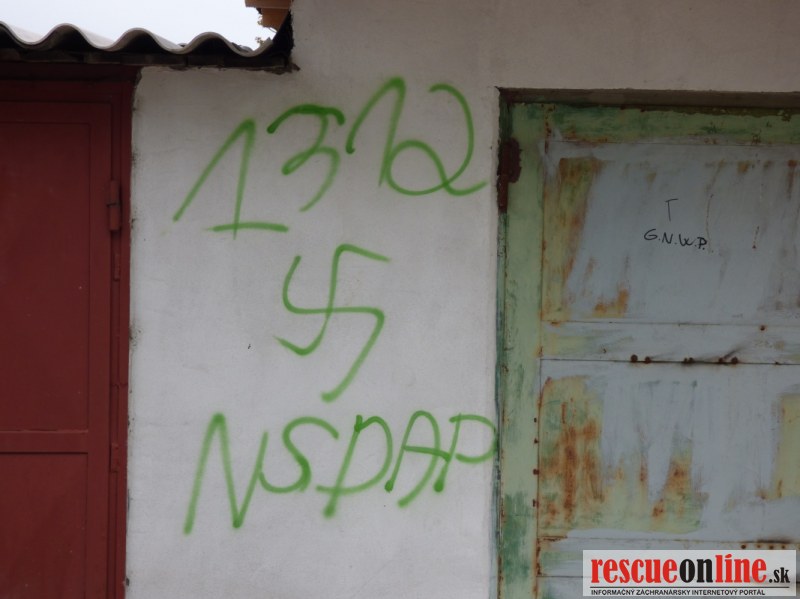 1312
NSDAP
T
G.N.W.P.
rescueonline.sk
INFORMAČNÝ ZÁCHRANÁRSKY INTERNETOVÝ PORTÁL